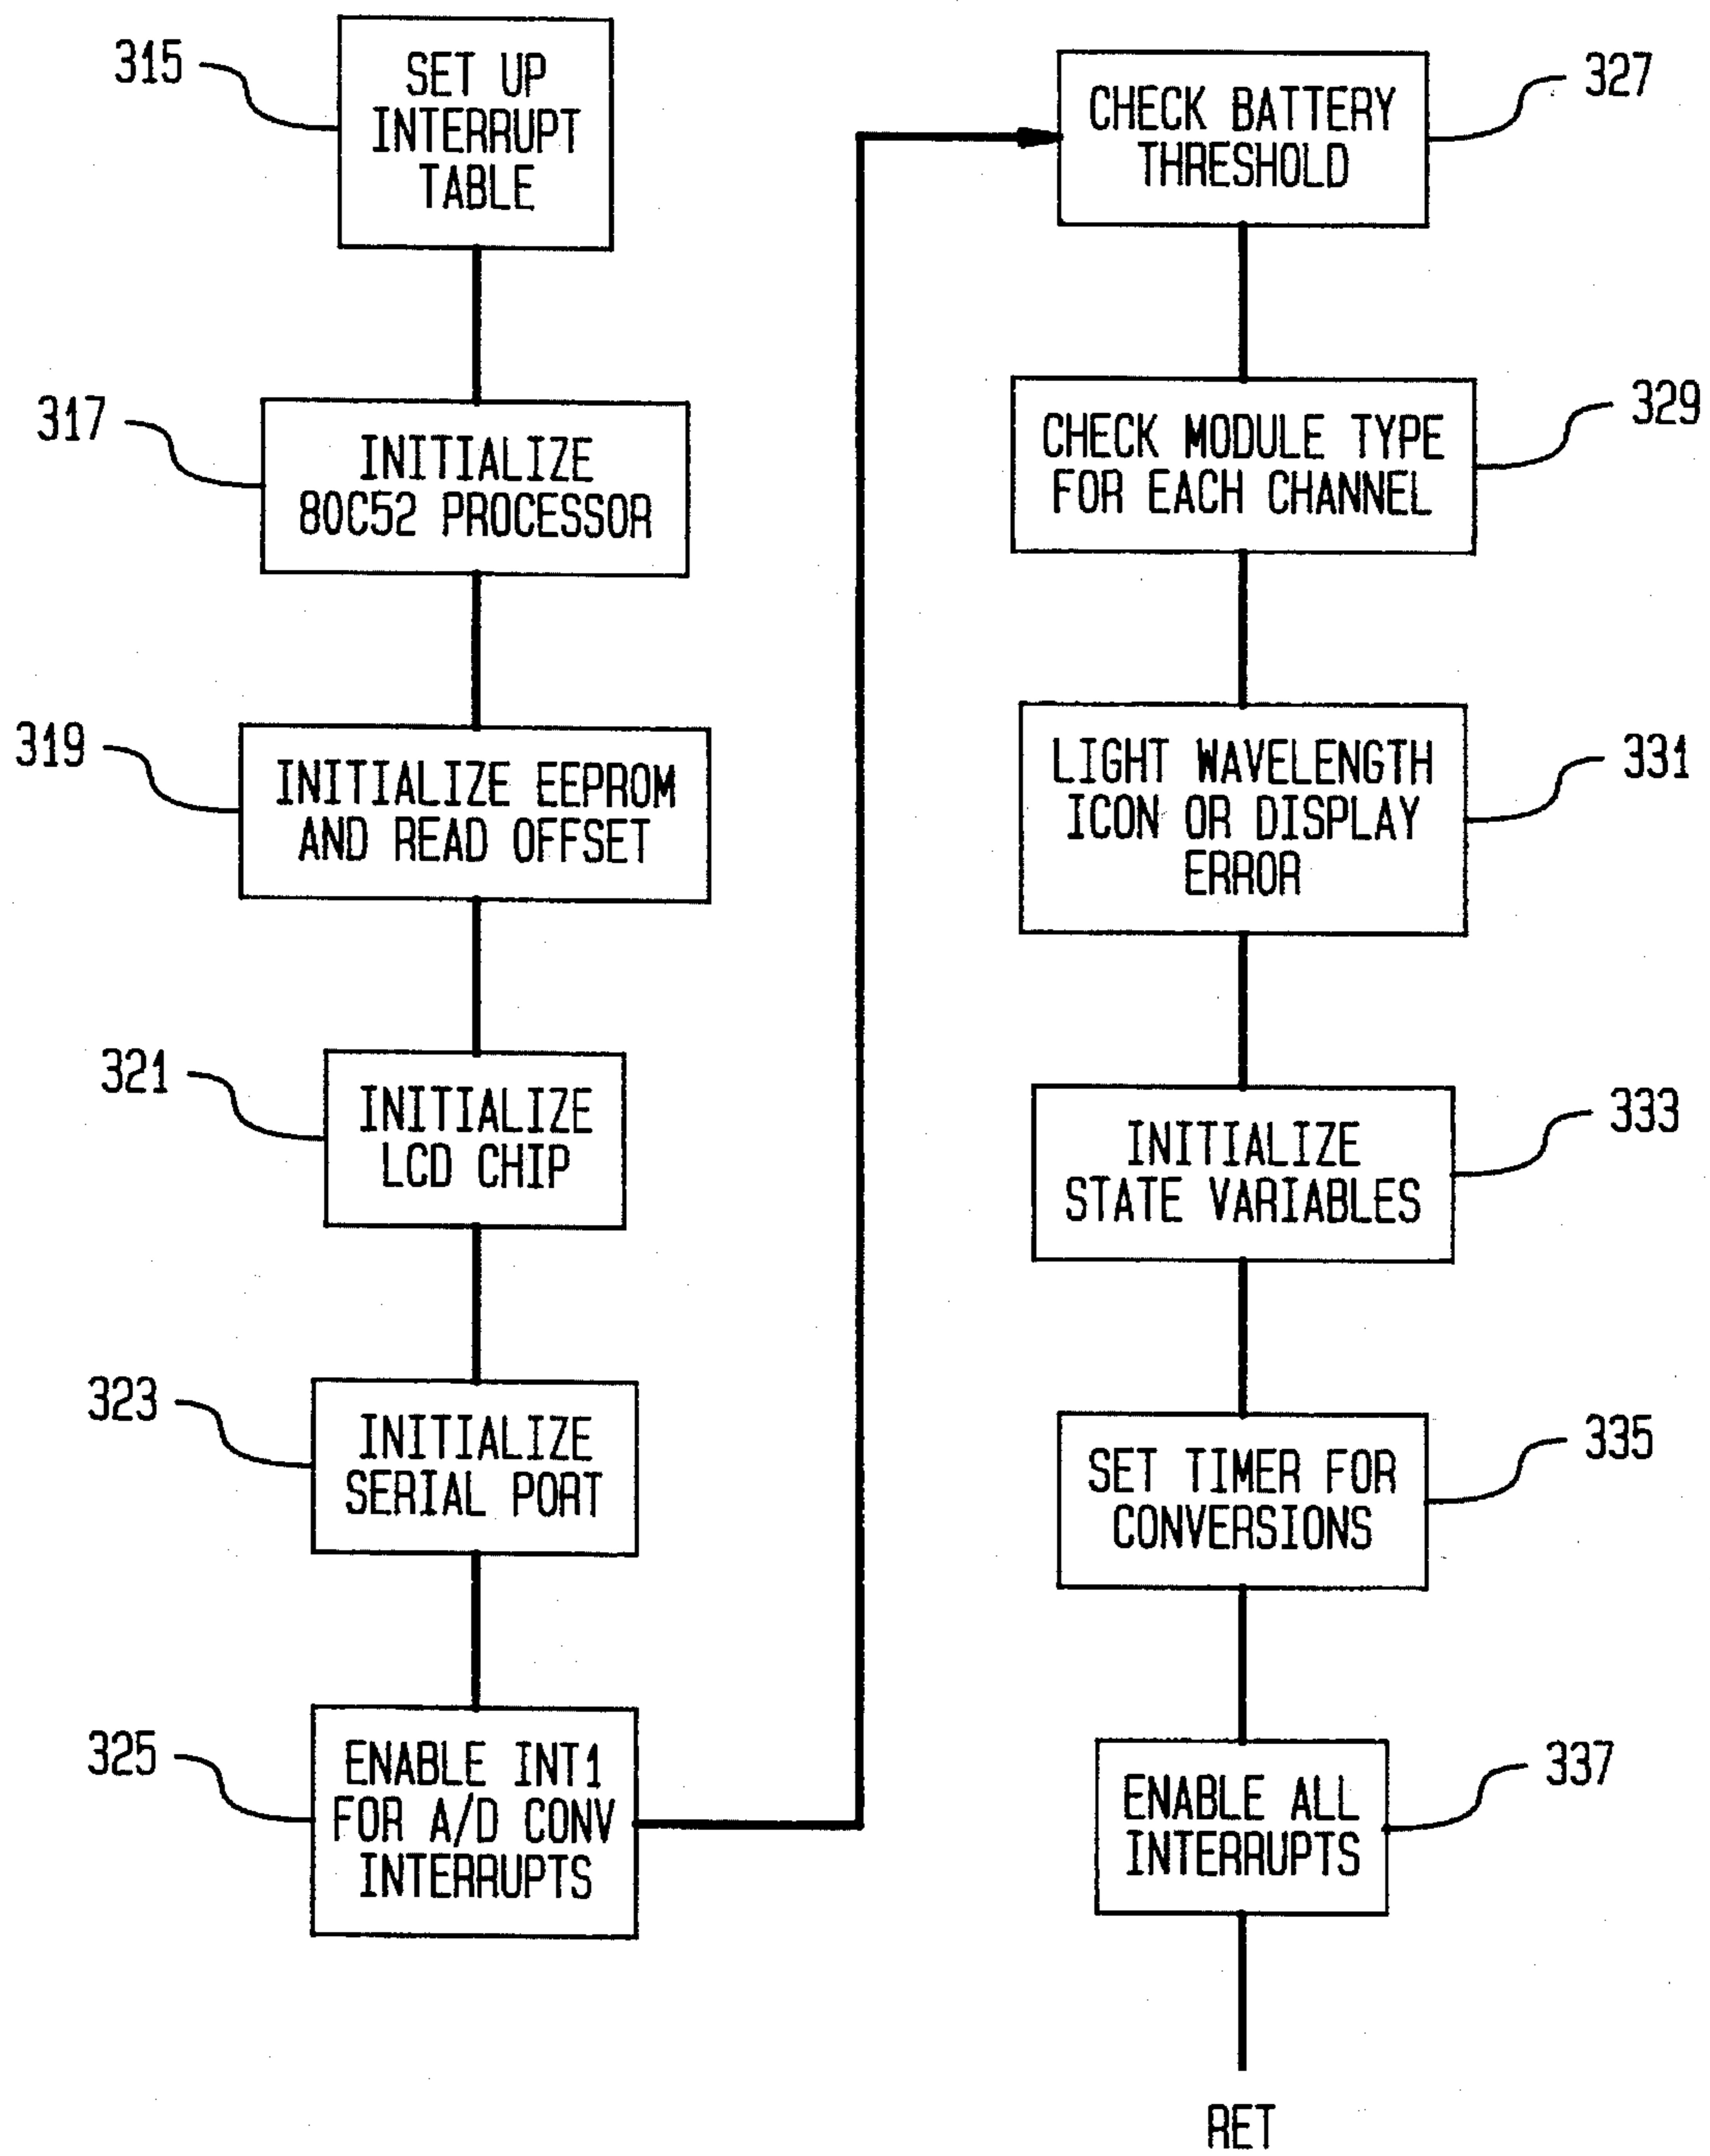 315
SET UP
INTERRUPT
TABLE
317
INITIALIZE
80C52 PROCESSOR
319
INITIALIZE EEPROM
AND READ OFFSET
321
INITIALIZE
LCD CHIP
323
INITIALIZE
SERIAL PORT
325
ENABLE INT1
FOR A/D CONV
INTERRUPTS
CHECK BATTERY
THRESHOLD
327
CHECK MODULE TYPE
FOR EACH CHANNEL
329
LIGHT WAVELENGTH
ICON OR DISPLAY
ERROR
331
INITIALIZE
STATE VARIABLES
333
SET TIMER FOR
CONVERSIONS
335
ENABLE ALL
INTERRUPTS
337
RET